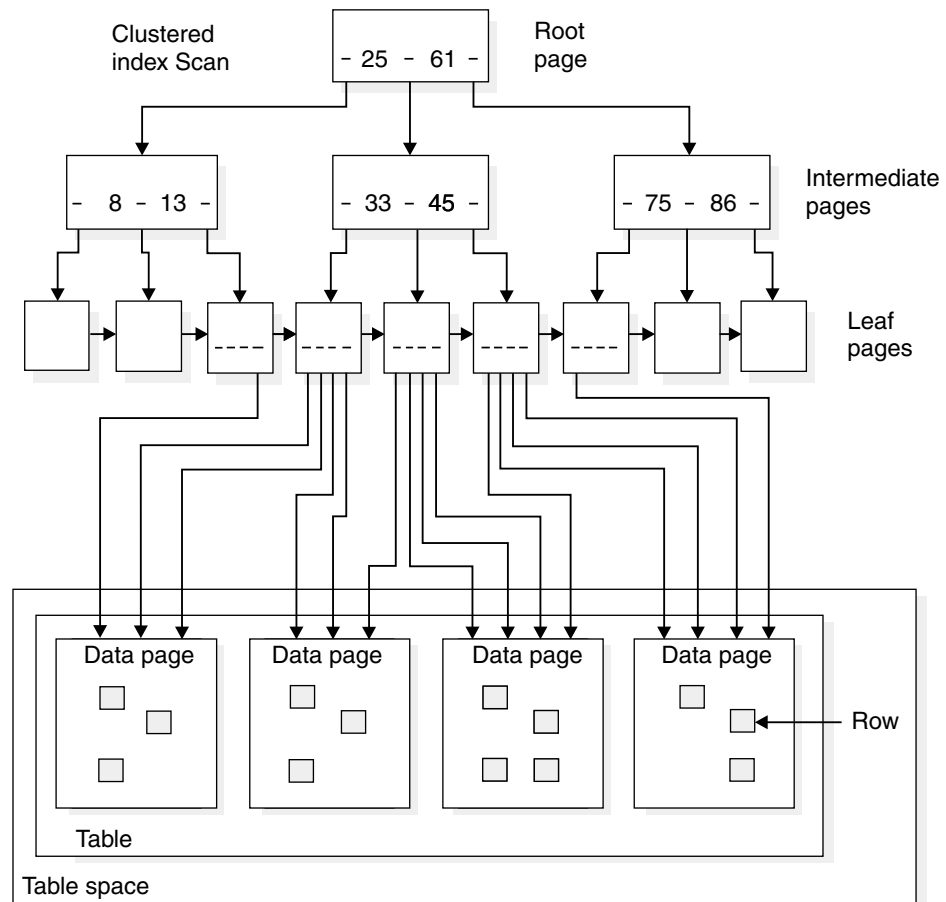 Clustered
index Scan
Root
page
- 25 - 61 -
- 8 - 13 -
- 33 - 45 -
- 75 - 86 -
Intermediate
pages
Leaf
pages
Data page
Data page
Data page
Data page
Row
Table
Table space